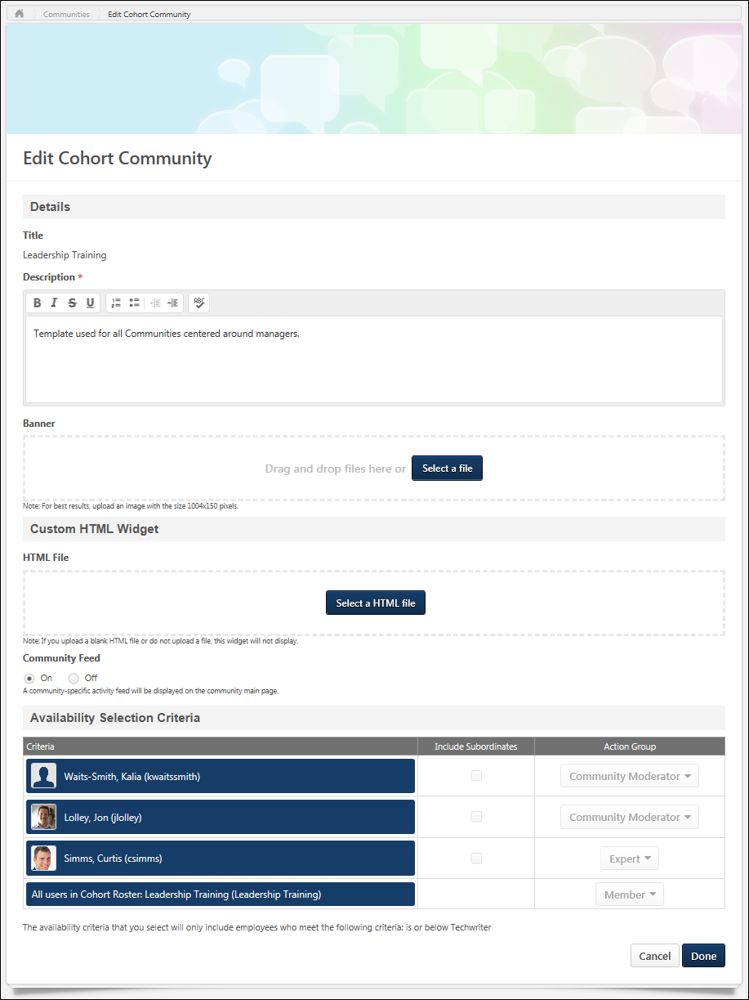 Communities Edit Cohort Community
Edit Cohort Community
Details
Title
Leadership Training
Description *
B I S U ABC
Template used for all Communities centered around managers.
Banner
Drag and drop files here or Select a file
Note: For best results, upload an image with the size 1004x150 pixels.
Custom HTML Widget
HTML File
Select a HTML file
Note: If you upload a blank HTML file or do not upload a file, this widget will not display.
Community Feed
On Off
A community-specific activity feed will be displayed on the community main page.
Availability Selection Criteria
Criteria Include Subordinates Action Group
Waits-Smith, Kalia (kwaitssmith) Community Moderator
Lolley, Jon (jlolley) Community Moderator
Simms, Curtis (csimms) Expert
All users in Cohort Roster: Leadership Training (Leadership Training) Member
The availability criteria that you select will only include employees who meet the following criteria: is or below Techwriter
Cancel Done